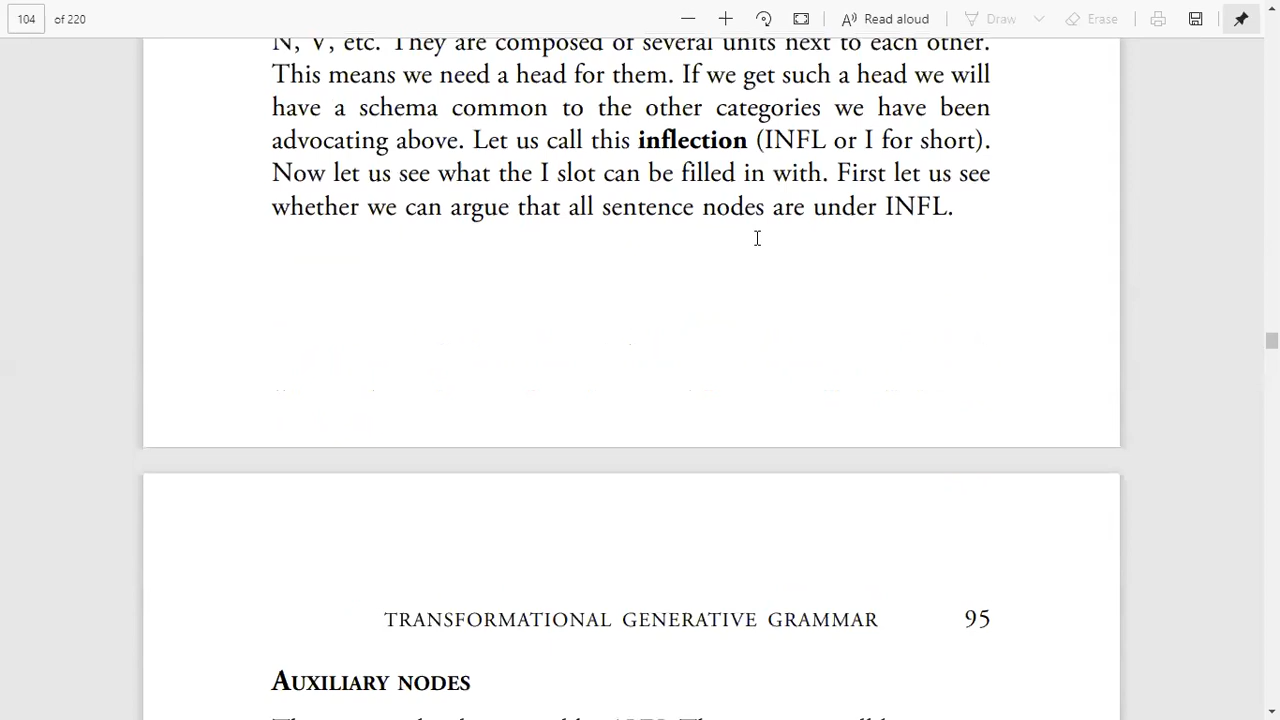 104 of 220
Read aloud
Draw
Erase
N, V, etc. They are composed of several units next to each other.
This means we need a head for them. If we get such a head we will
have a schema common to the other categories we have been
advocating above. Let us call this inflection (INFL or I for short).
Now let us see what the I slot can be filled in with. First let us see
whether we can argue that all sentence nodes are under INFL.
TRANSFORMATIONAL GENERATIVE GRAMMAR 95
AUXILIARY NODES